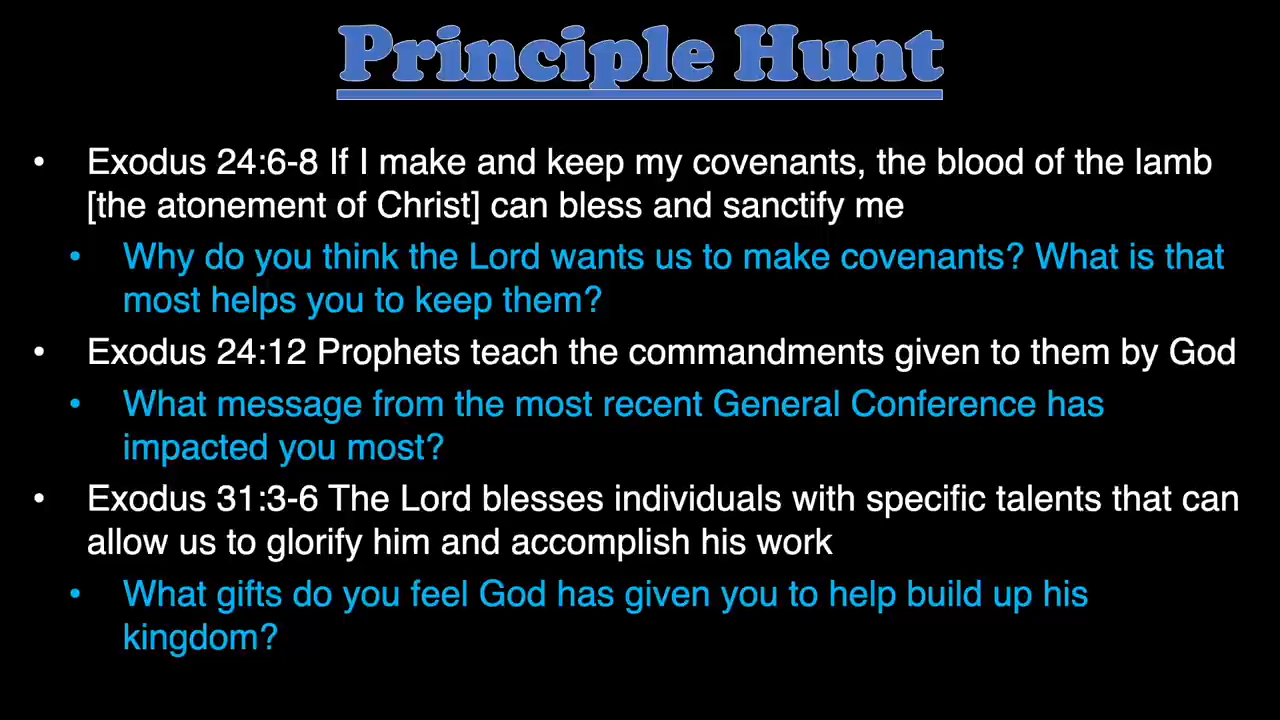 Principle Hunt
• Exodus 24:6-8 If I make and keep my covenants, the blood of the lamb
[the atonement of Christ] can bless and sanctify me
• Why do you think the Lord wants us to make covenants? What is that
most helps you to keep them?
• Exodus 24:12 Prophets teach the commandments given to them by God
• What message from the most recent General Conference has
impacted you most?
• Exodus 31:3-6 The Lord blesses individuals with specific talents that can
allow us to glorify him and accomplish his work
• What gifts do you feel God has given you to help build up his
kingdom?